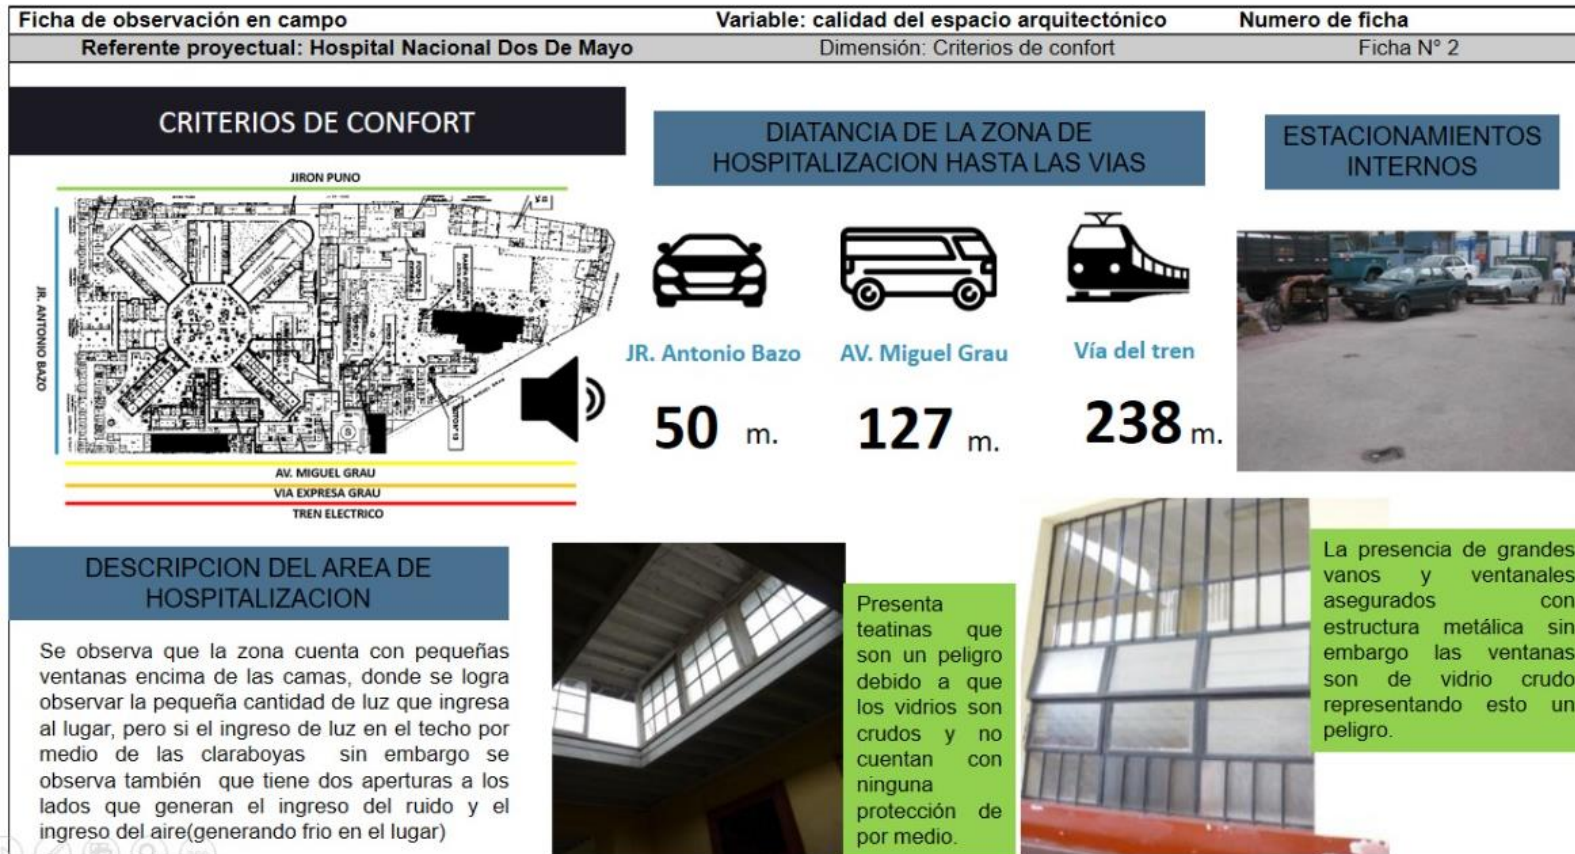 Ficha de observación en campo
Variable: calidad del espacio arquitectónico
Numero de ficha
Referente proyectual: Hospital Nacional Dos De Mayo
Dimensión: Criterios de confort
Ficha N° 2
CRITERIOS DE CONFORT
JIRON PUNO
JR. ANTONIO BAZO
AV. MIGUEL GRAU
VIA EXPRESA GRAU
TREN ELECTRICO
DIATANCIA DE LA ZONA DE
HOSPITALIZACION HASTA LAS VIAS
JR. Antonio Bazo
50 m.
AV. Miguel Grau
127 m.
Vía del tren
238 m.
ESTACIONAMIENTOS
INTERNOS
DESCRIPCION DEL AREA DE
HOSPITALIZACION
Se observa que la zona cuenta con pequeñas
ventanas encima de las camas, donde se logra
observar la pequeña cantidad de luz que ingresa
al lugar, pero si el ingreso de luz en el techo por
medio de las claraboyas sin embargo se
observa también que tiene dos aperturas a los
lados que generan el ingreso del ruido y el
ingreso del aire(generando frio en el lugar)
Presenta
teatinas que
son un peligro
debido a que
los vidrios son
crudos y no
cuentan con
ninguna
protección de
por medio.
La presencia de grandes
vanos y ventanales
asegurados con
estructura metálica sin
embargo las ventanas
son de vidrio crudo
representando esto un
peligro.